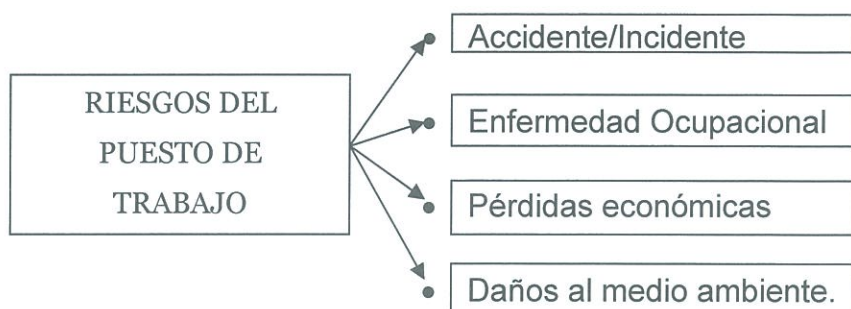 RIESGOS DEL
PUESTO DE
TRABAJO
Accidente/Incidente
Enfermedad Ocupacional
Pérdidas económicas
Daños al medio ambiente.